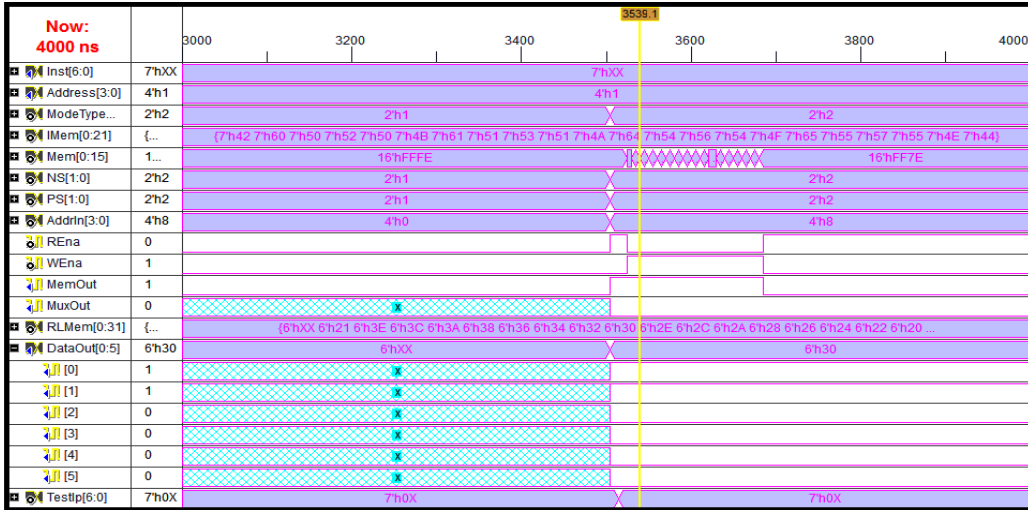 3539.1
Now:
4000 ns
3000 3200 3400 3600 3800 4000
Inst[6:0] 7'hXX 7'hXX
Address[3:0] 4'h1 4'h1
ModeType... 2'h2 2'h1 2'h2
IMem[0:21] {... {7'h42 7'h60 7'h50 7'h52 7'h50 7'h4B 7'h61 7'h51 7'h53 7'h51 7'h4A 7'h64 7'h54 7'h56 7'h54 7'h4F 7'h65 7'h55 7'h57 7'h55 7'h4E 7'h44}
Mem[0:15] 1... 16'hFFFE 16'hFF7E
NS[1:0] 2'h2 2'h1 2'h2
PS[1:0] 2'h2 2'h1 2'h2
AddrIn[3:0] 4'h8 4'h0 4'h8
REna 0
WEna 1
MemOut 1
MuxOut 0 X
RLMem[0:31] {... {6'hXX 6'h21 6'h3E 6'h3C 6'h3A 6'h38 6'h36 6'h34 6'h32 6'h30 6'h2E 6'h2C 6'h2A 6'h28 6'h26 6'h24 6'h22 6'h20 ...
DataOut[0:5] 6'h30 6'hXX 6'h30
[0] 1 X
[1] 1 X
[2] 0 X
[3] 0 X
[4] 0 X
[5] 0 X
TestIp[6:0] 7'h0X 7'h0X 7'h0X